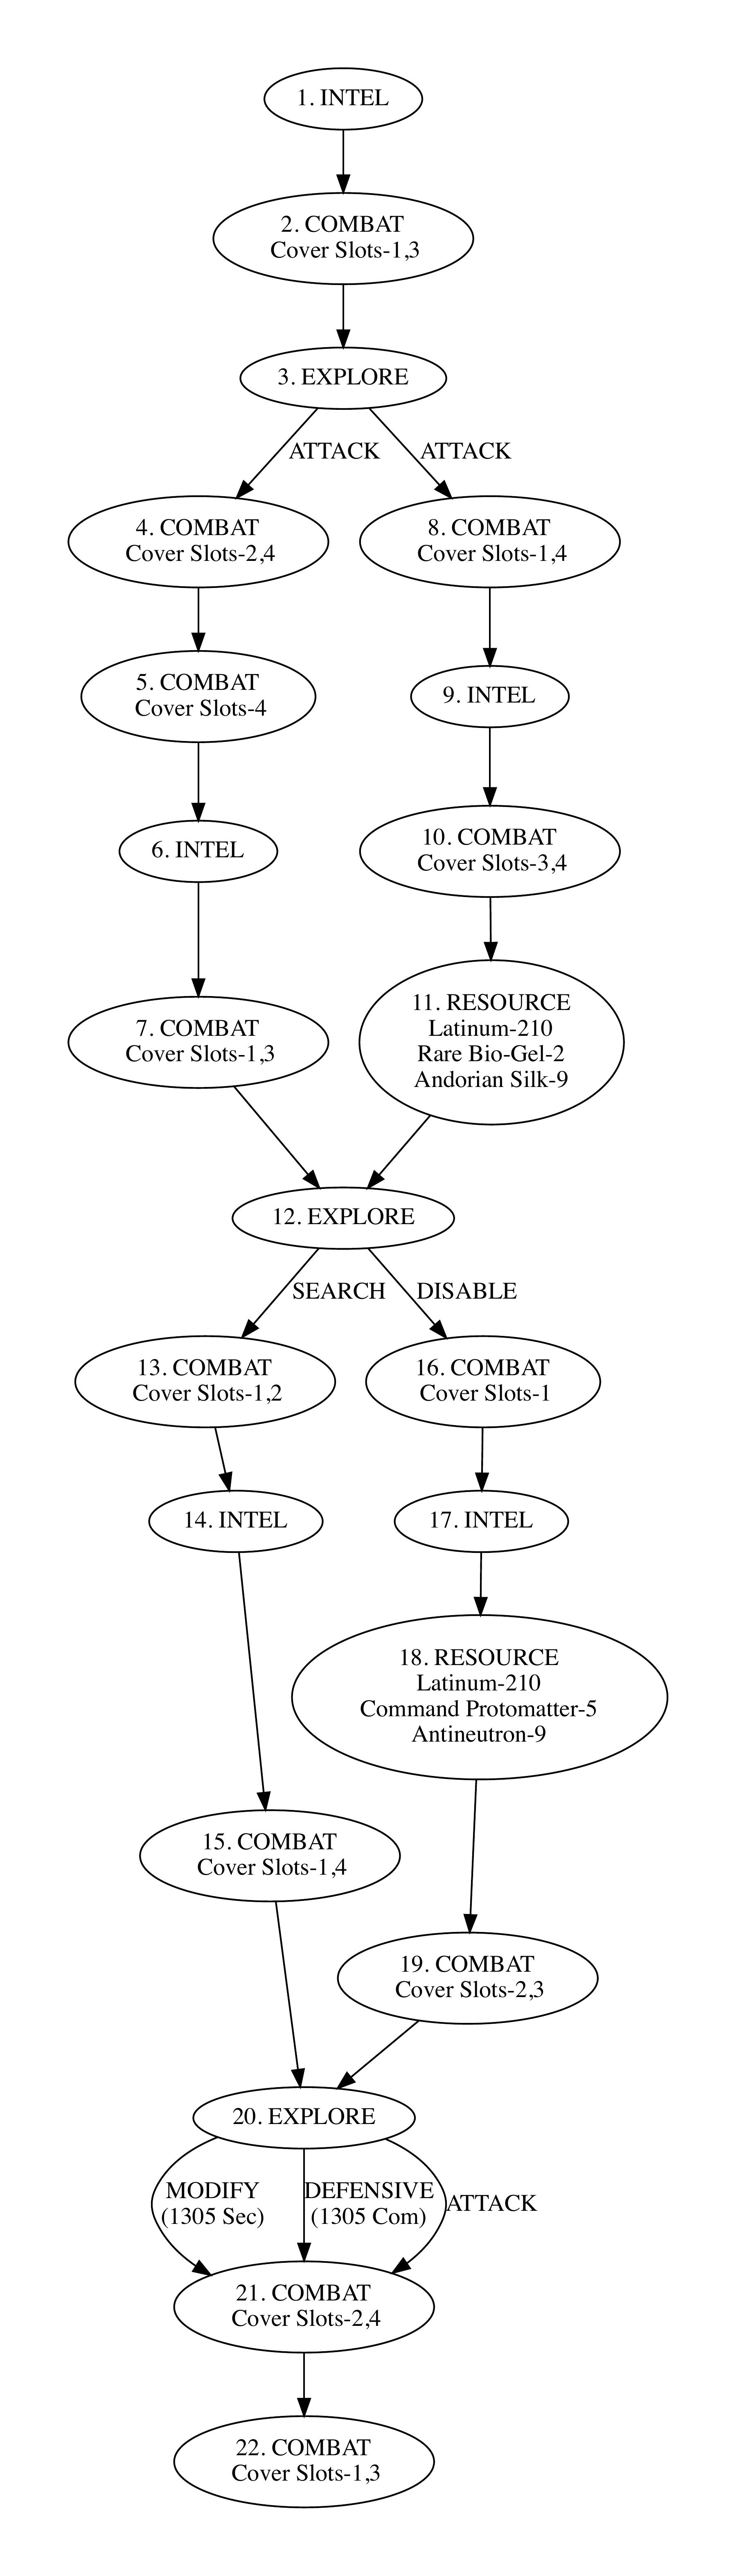 1. INTEL
2. COMBAT
Cover Slots-1,3
3. EXPLORE
ATTACK
ATTACK
4. COMBAT
Cover Slots-2,4
8. COMBAT
Cover Slots-1,4
5. COMBAT
Cover Slots-4
9. INTEL
6. INTEL
10. COMBAT
Cover Slots-3,4
7. COMBAT
Cover Slots-1,3
11. RESOURCE
Latinum-210
Rare Bio-Gel-2
Andorian Silk-9
12. EXPLORE
SEARCH
DISABLE
13. COMBAT
Cover Slots-1,2
16. COMBAT
Cover Slots-1
14. INTEL
17. INTEL
18. RESOURCE
Latinum-210
Command Protomatter-5
Antineutron-9
15. COMBAT
Cover Slots-1,4
19. COMBAT
Cover Slots-2,3
20. EXPLORE
MODIFY
(1305 Sec)
DEFENSIVE
(1305 Com)
ATTACK
21. COMBAT
Cover Slots-2,4
22. COMBAT
Cover Slots-1,3